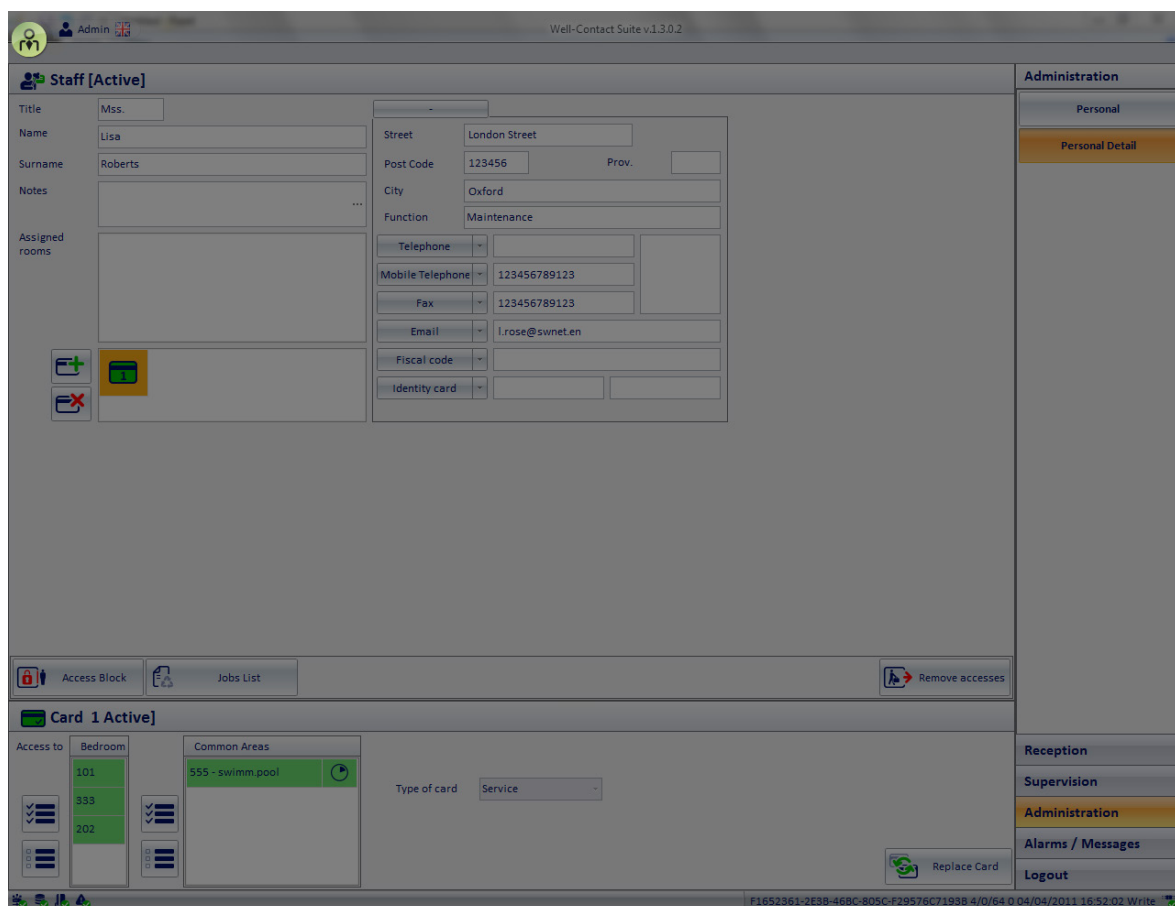 Admin
Well-Contact Suite v.1.3.0.2
Staff [Active]
Title
Mss.
Name
Lisa
Surname
Roberts
Notes
...
Assigned
rooms
1
-
Street
London Street
Post Code
123456
Prov.
City
Oxford
Function
Maintenance
Telephone
Mobile Telephone
123456789123
Fax
123456789123
Email
l.rose@swnet.en
Fiscal code
Identity card
Access Block
Jobs List
Remove accesses
Card 1 Active]
Access to
Bedroom
101
333
202
Common Areas
555 - swimm.pool
Type of card
Service
Replace Card
Administration
Personal
Personal Detail
Reception
Supervision
Administration
Alarms / Messages
Logout
F1652361-2E3B-46BC-805C-F29576C7193B 4/0/64 0 04/04/2011 16:52:02 Write